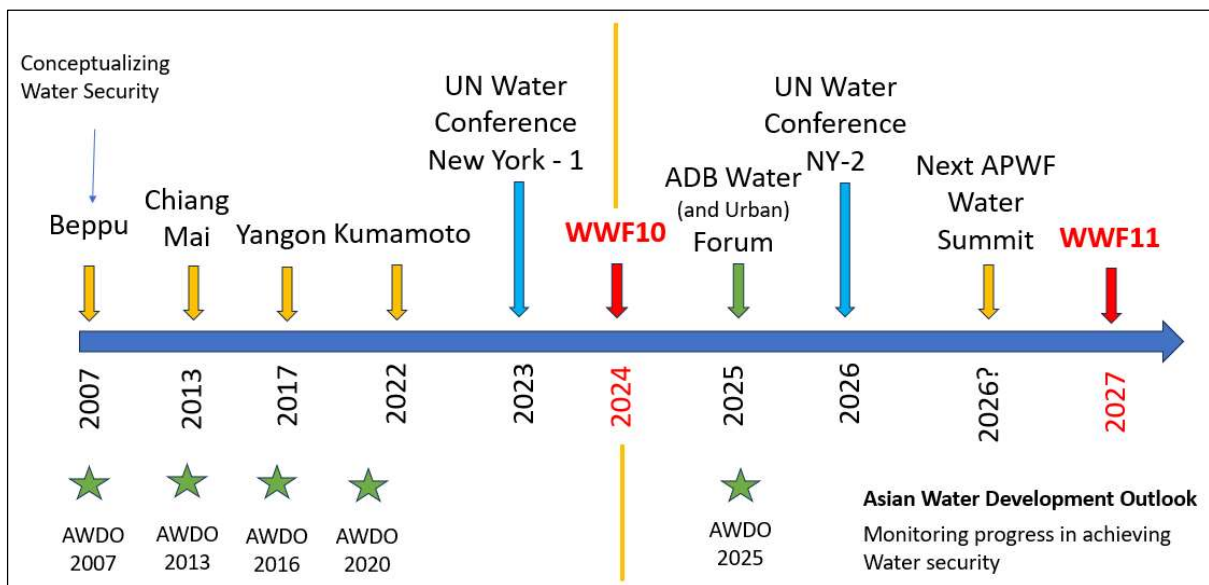 Conceptualizing
Water Security
Beppu
Chiang
Mai
Yangon
Kumamoto
UN Water
Conference
New York - 1
WWF10
ADB Water
(and Urban)
Forum
UN Water
Conference
NY-2
Next APWF
Water
Summit
WWF11
2007
2013
2017
2022
2023
2024
2025
2026
2026?
2027
AWDO
2007
AWDO
2013
AWDO
2016
AWDO
2020
AWDO
2025
Asian Water Development Outlook
Monitoring progress in achieving
Water security